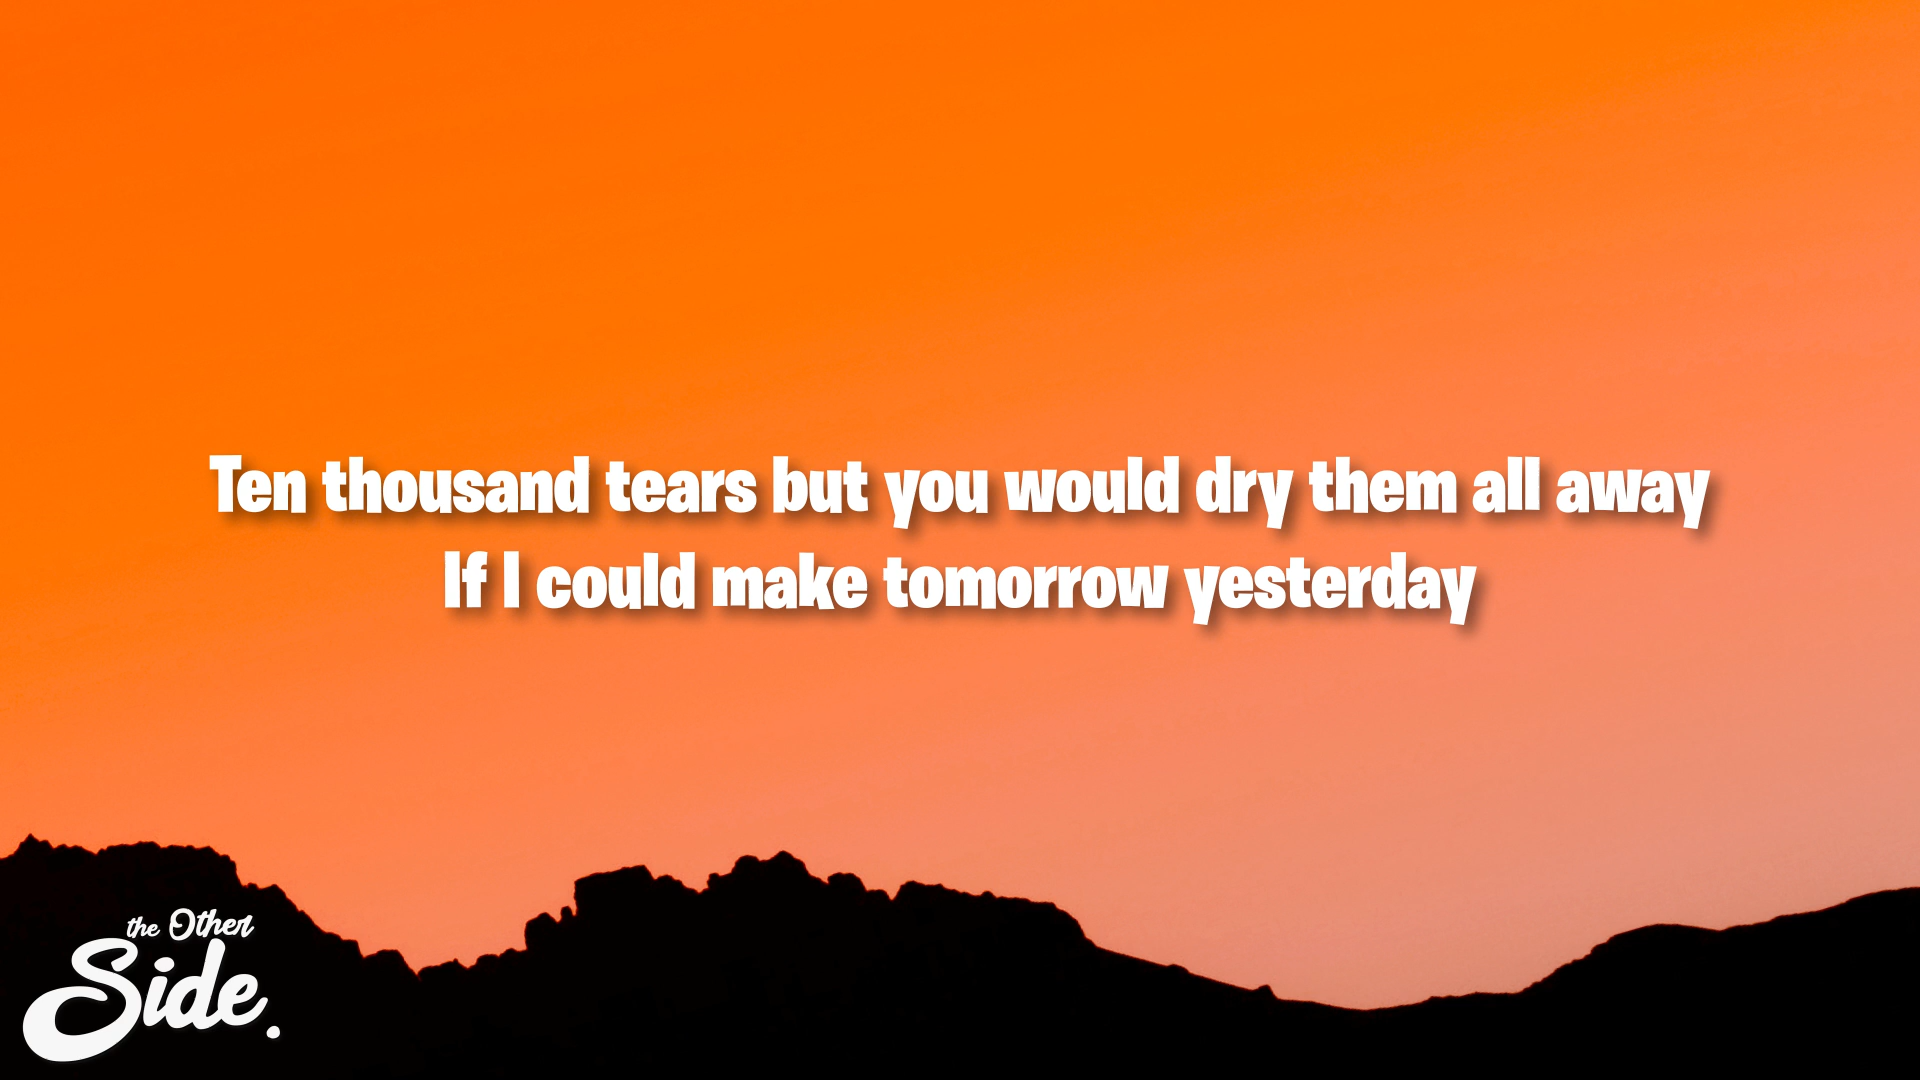 Ten thousand tears but you would dry them all away
If I could make tomorrow yesterday
the Other
Side.